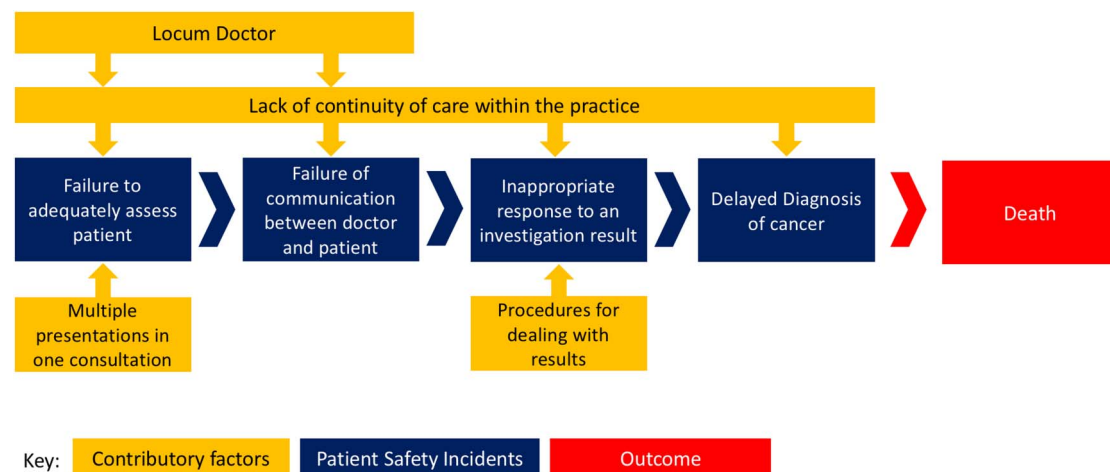 Locum Doctor
Lack of continuity of care within the practice
Failure to
adequately assess
patient
Failure of
communication
between doctor
and patient
Inappropriate
response to an
investigation result
Delayed Diagnosis
of cancer
Death
Multiple
presentations in
one consultation
Procedures for
dealing with
results
Key:
Contributory factors
Patient Safety Incidents
Outcome